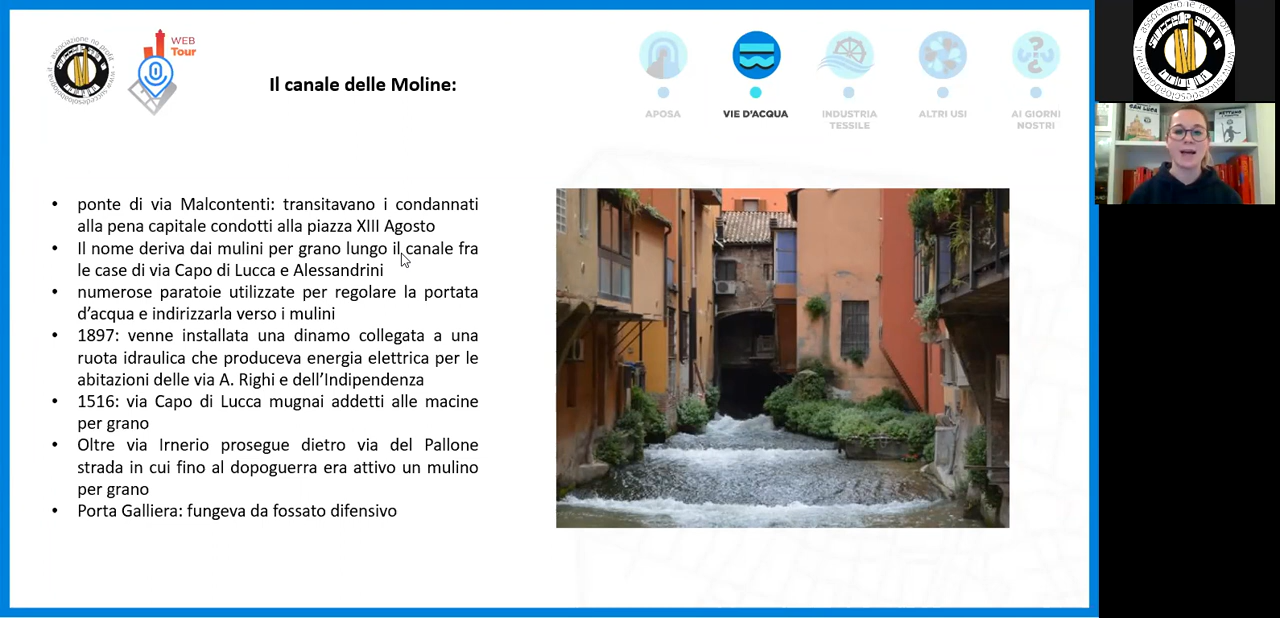 WEB
Tour
Il canale delle Moline:
APOSA
VIE D'ACQUA
INDUSTRIA
TESSILE
ALTRI USI
AI GIORNI
NOSTRI
ponte di via Malcontenti: transitavano i condannati
alla pena capitale condotti alla piazza XIII Agosto
Il nome deriva dai mulini per grano lungo il canale fra
le case di via Capo di Lucca e Alessandrini
numerose paratoie utilizzate per regolare la portata
d'acqua e indirizzarla verso i mulini
1897: venne installata una dinamo collegata a una
ruota idraulica che produceva energia elettrica per le
abitazioni delle via A. Righi e dell'Indipendenza
1516: via Capo di Lucca mugnai addetti alle macine
per grano
Oltre via Irnerio prosegue dietro via del Pallone
strada in cui fino al dopoguerra era attivo un mulino
per grano
Porta Galliera: fungeva da fossato difensivo